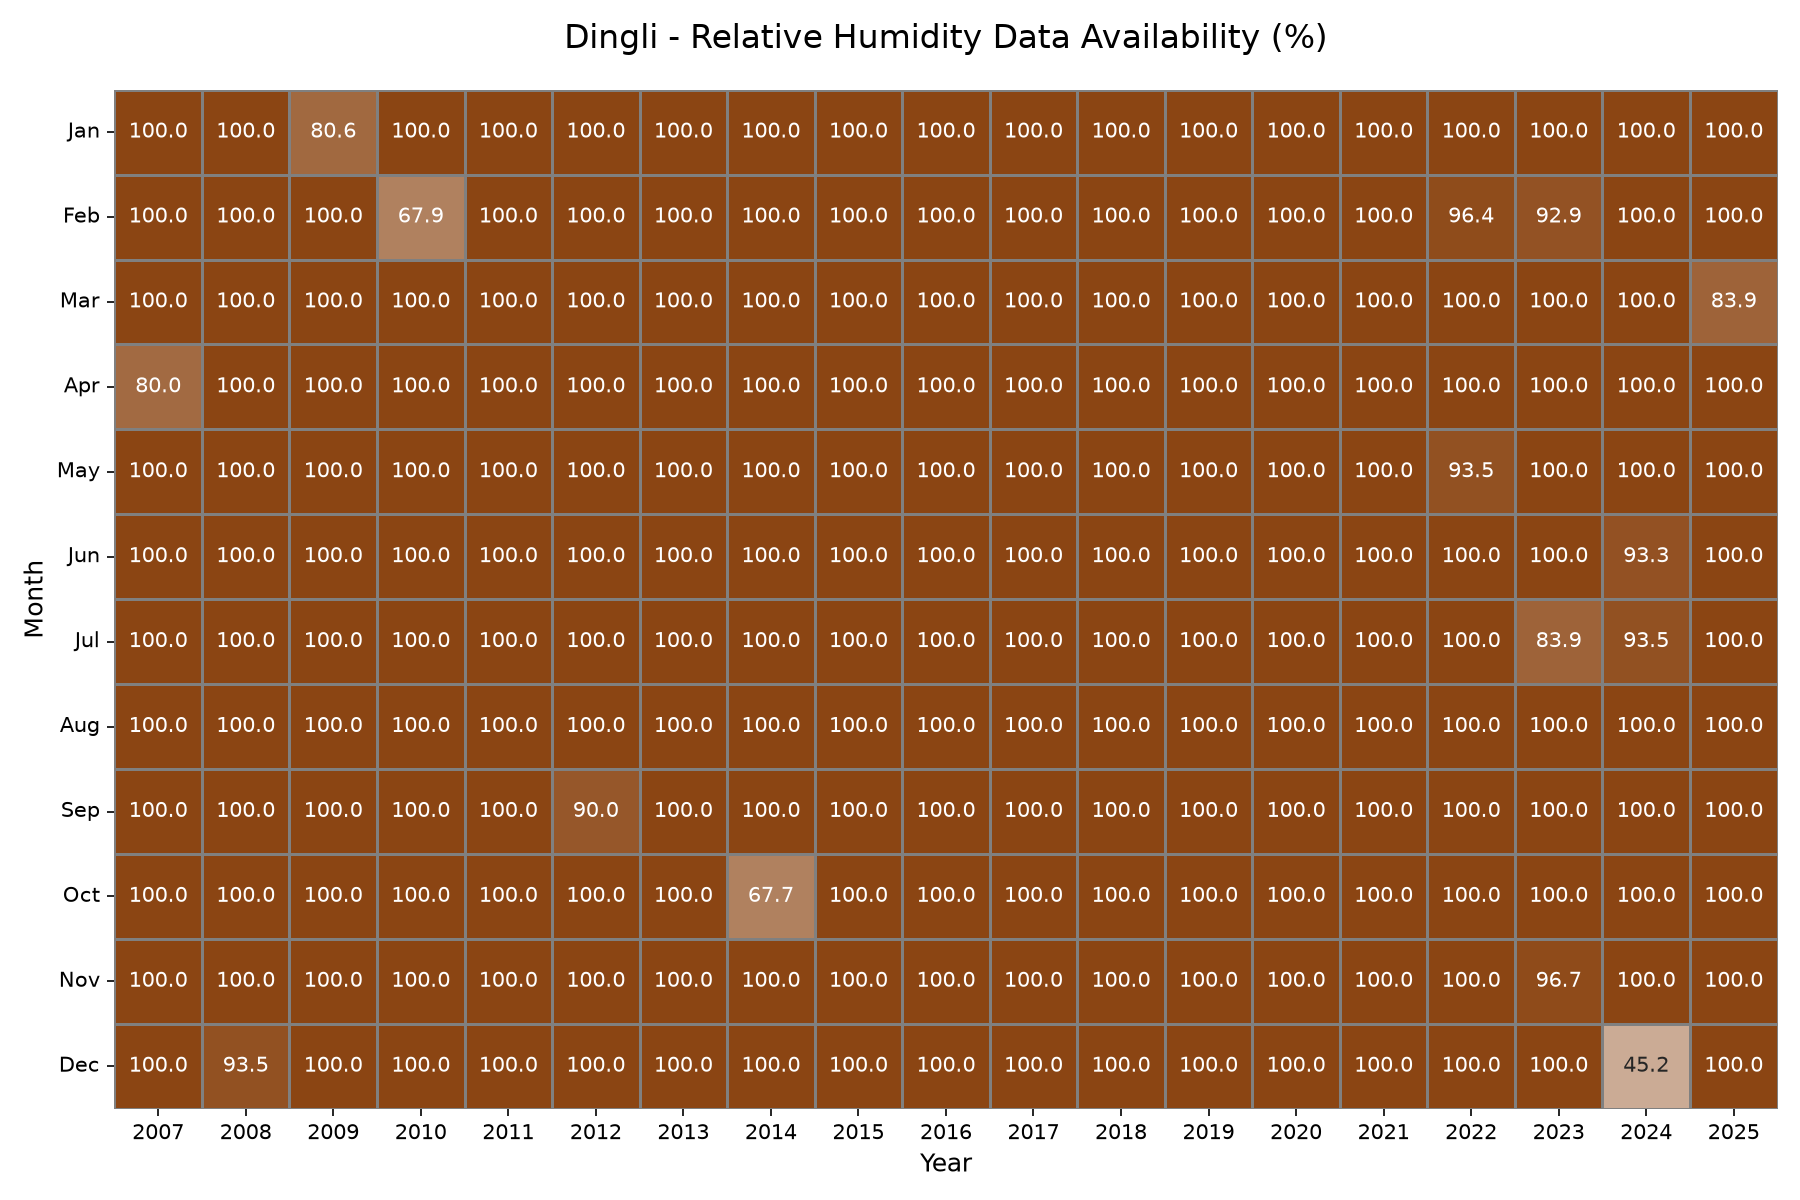 Dingli - Relative Humidity Data Availability (%)
Jan 100.0 100.0 80.6 100.0 100.0 100.0 100.0 100.0 100.0 100.0 100.0 100.0 100.0 100.0 100.0 100.0 100.0 100.0 100.0
Feb 100.0 100.0 100.0 67.9 100.0 100.0 100.0 100.0 100.0 100.0 100.0 100.0 100.0 100.0 100.0 96.4 92.9 100.0 100.0
Mar 100.0 100.0 100.0 100.0 100.0 100.0 100.0 100.0 100.0 100.0 100.0 100.0 100.0 100.0 100.0 100.0 100.0 100.0 83.9
Apr 80.0 100.0 100.0 100.0 100.0 100.0 100.0 100.0 100.0 100.0 100.0 100.0 100.0 100.0 100.0 100.0 100.0 100.0 100.0
May 100.0 100.0 100.0 100.0 100.0 100.0 100.0 100.0 100.0 100.0 100.0 100.0 100.0 100.0 100.0 93.5 100.0 100.0 100.0
Jun 100.0 100.0 100.0 100.0 100.0 100.0 100.0 100.0 100.0 100.0 100.0 100.0 100.0 100.0 100.0 100.0 100.0 93.3 100.0
Jul 100.0 100.0 100.0 100.0 100.0 100.0 100.0 100.0 100.0 100.0 100.0 100.0 100.0 100.0 100.0 100.0 83.9 93.5 100.0
Aug 100.0 100.0 100.0 100.0 100.0 100.0 100.0 100.0 100.0 100.0 100.0 100.0 100.0 100.0 100.0 100.0 100.0 100.0 100.0
Sep 100.0 100.0 100.0 100.0 100.0 90.0 100.0 100.0 100.0 100.0 100.0 100.0 100.0 100.0 100.0 100.0 100.0 100.0 100.0
Oct 100.0 100.0 100.0 100.0 100.0 100.0 100.0 67.7 100.0 100.0 100.0 100.0 100.0 100.0 100.0 100.0 100.0 100.0 100.0
Nov 100.0 100.0 100.0 100.0 100.0 100.0 100.0 100.0 100.0 100.0 100.0 100.0 100.0 100.0 100.0 100.0 96.7 100.0 100.0
Dec 100.0 93.5 100.0 100.0 100.0 100.0 100.0 100.0 100.0 100.0 100.0 100.0 100.0 100.0 100.0 100.0 100.0 45.2 100.0
Month
2007 2008 2009 2010 2011 2012 2013 2014 2015 2016 2017 2018 2019 2020 2021 2022 2023 2024 2025
Year